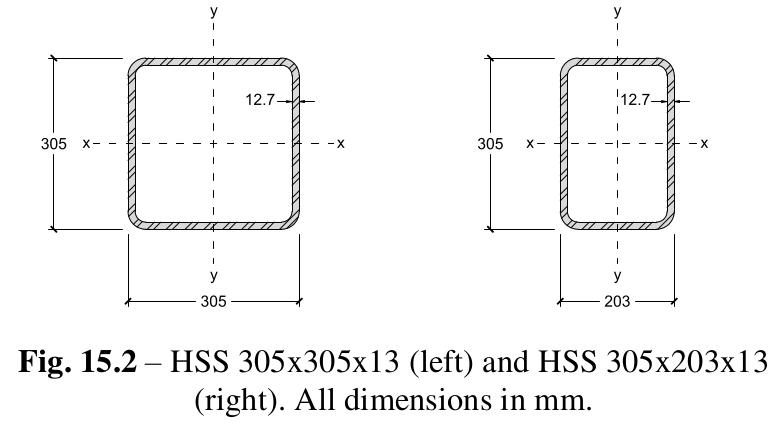 y
y
12.7
12.7
305
x
x
305
x
x
y
y
305
203
Fig. 15.2 – HSS 305x305x13 (left) and HSS 305x203x13
(right). All dimensions in mm.